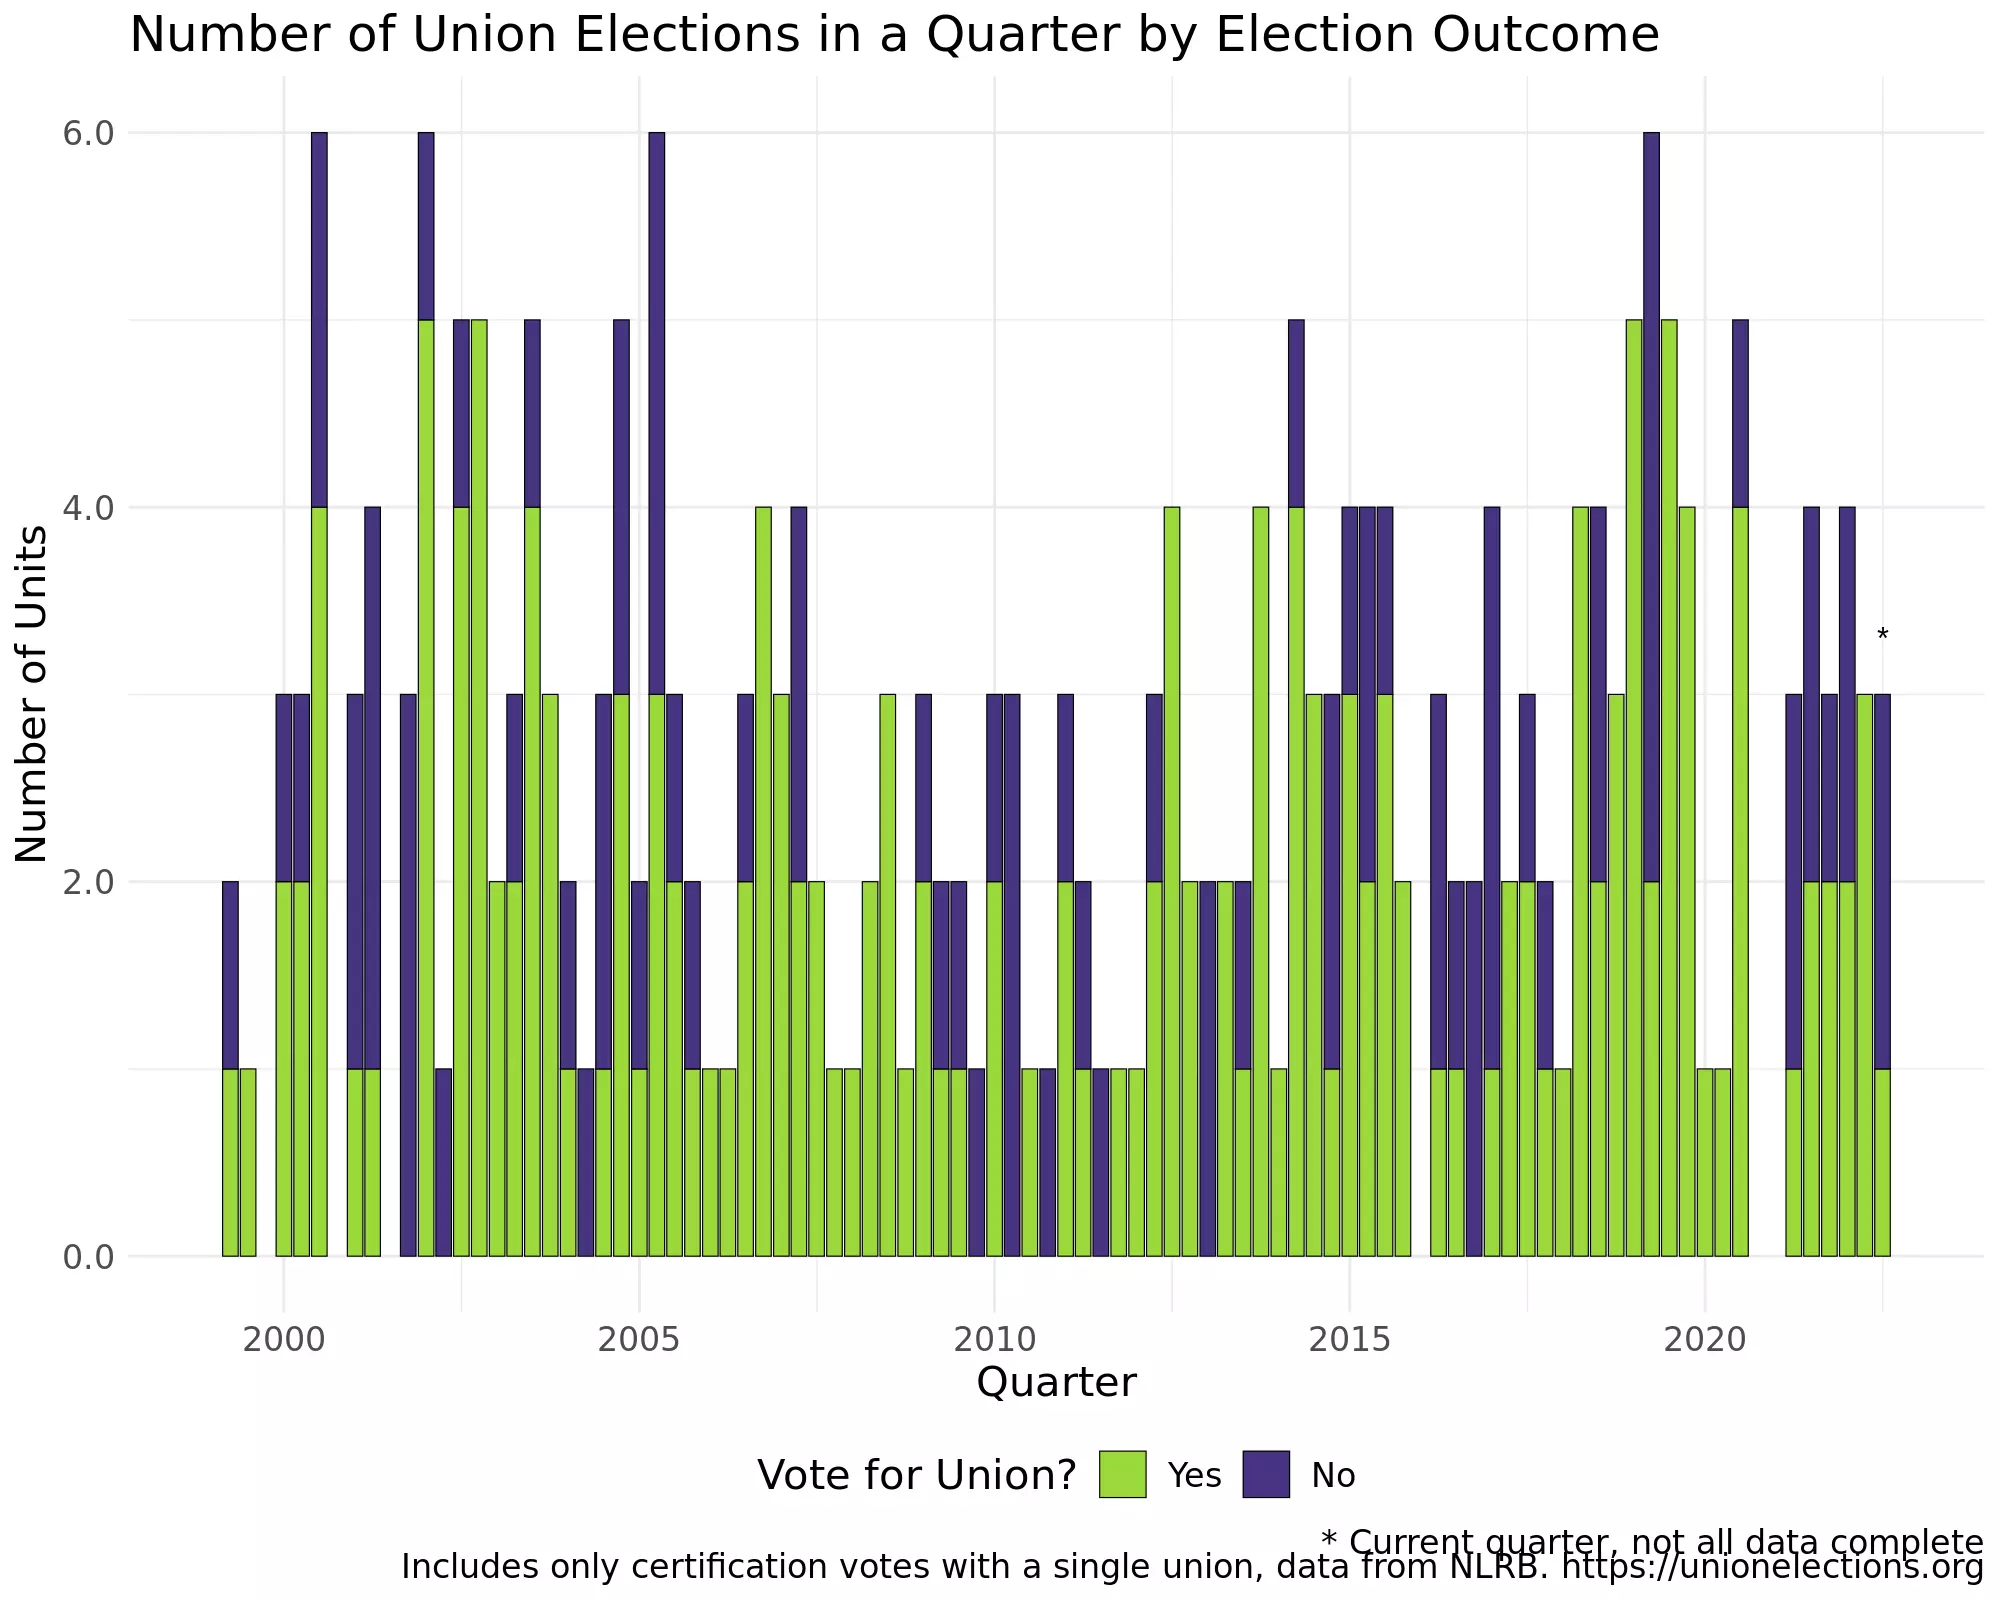 Number of Union Elections in a Quarter by Election Outcome
Number of Units
6.0
4.0
2.0
0.0
*
2000 2005 2010 2015 2020
Quarter
Vote for Union? Yes No
* Current quarter, not all data complete
Includes only certification votes with a single union, data from NLRB. https://unionelections.org